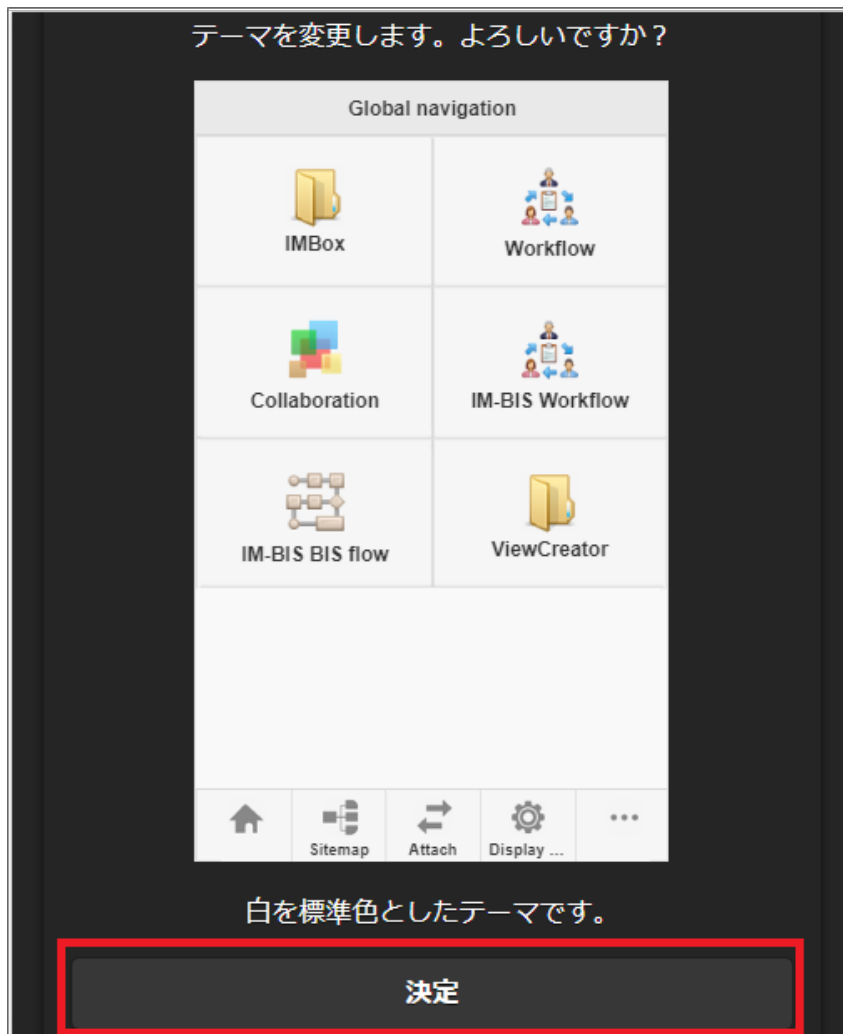 テーマを変更します。よろしいですか？
Global navigation
IMBox
Workflow
Collaboration
IM-BIS Workflow
IM-BIS BIS flow
ViewCreator
Sitemap
Attach
Display ...
白を標準色としたテーマです。
決定